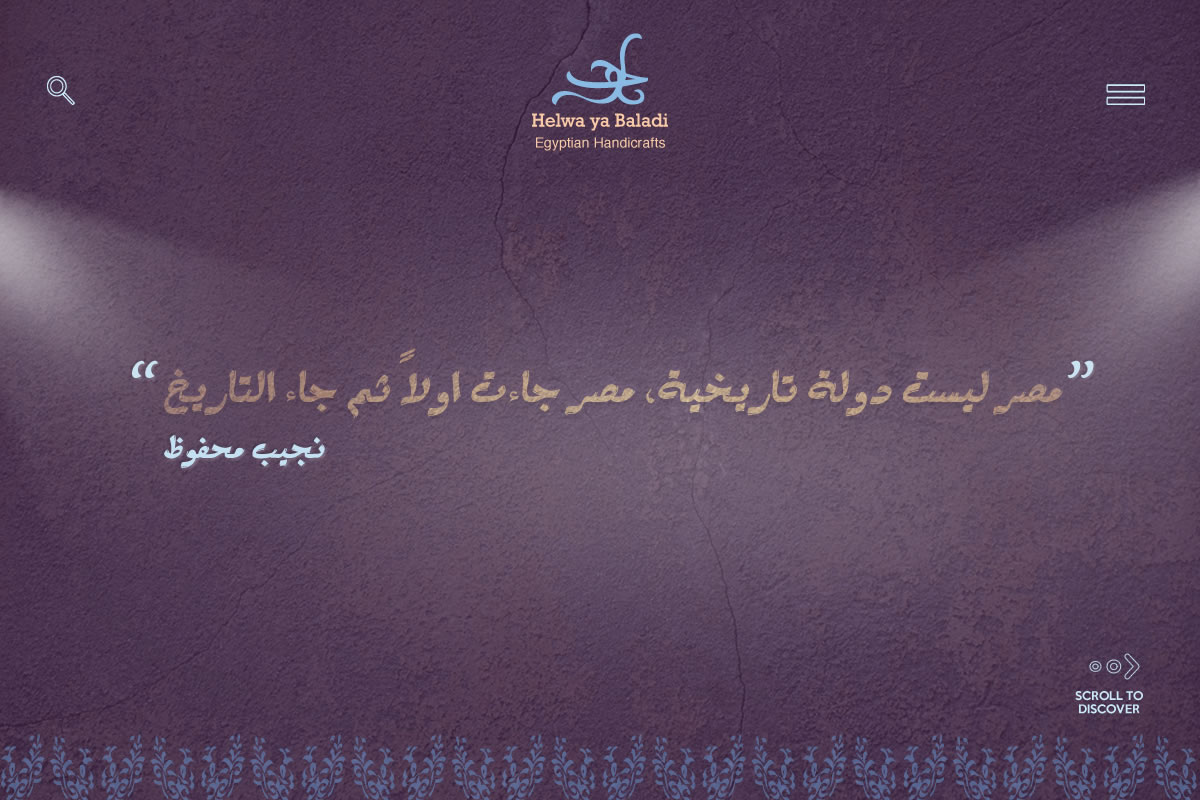 Helwa ya Baladi
Egyptian Handicrafts
”مصر ليست دولة تاريخية، مصر جاءت اولاً ثم جاء التاريخ“
نجيب محفوظ
SCROLL TO
DISCOVER